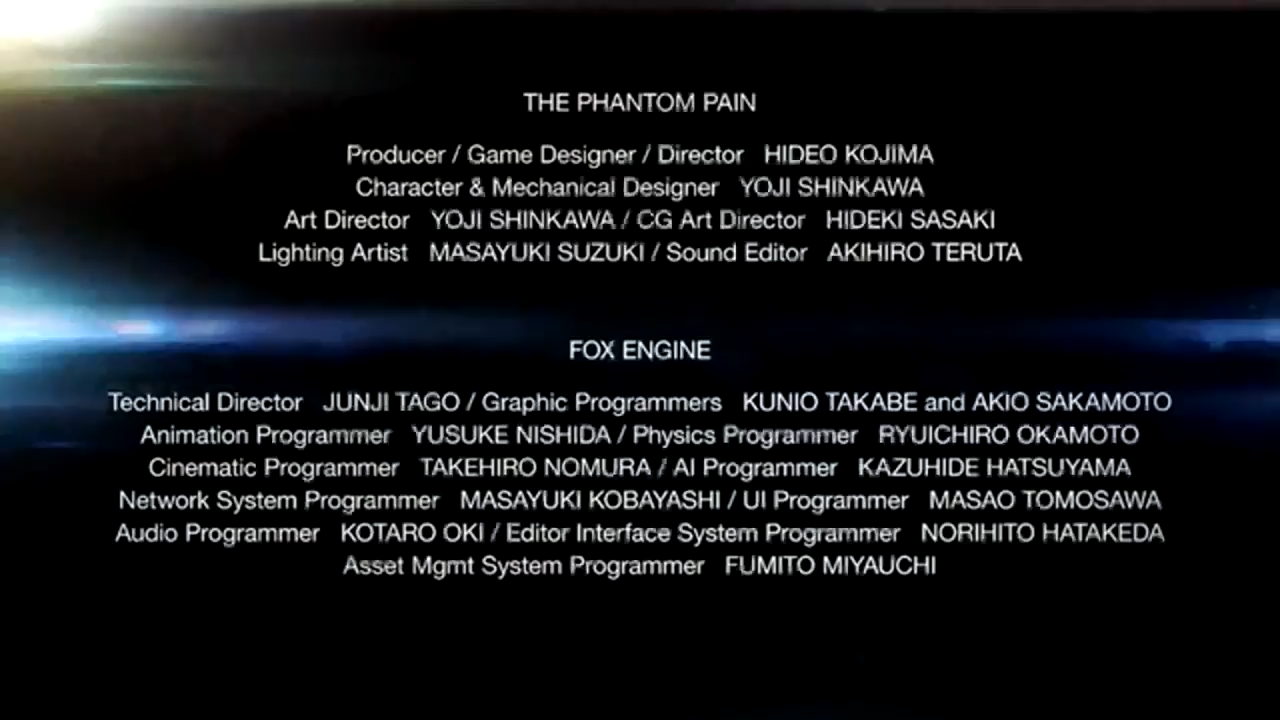 THE PHANTOM PAIN
Producer / Game Designer / Director HIDEO KOJIMA
Character & Mechanical Designer YOJI SHINKAWA
Art Director YOJI SHINKAWA / CG Art Director HIDEKI SASAKI
Lighting Artist MASAYUKI SUZUKI / Sound Editor AKIHIRO TERUTA
FOX ENGINE
Technical Director JUNJI TAGO / Graphic Programmers KUNIO TAKABE and AKIO SAKAMOTO
Animation Programmer YUSUKE NISHIDA / Physics Programmer RYUICHIRO OKAMOTO
Cinematic Programmer TAKEHIRO NOMURA / AI Programmer KAZUHIDE HATSUYAMA
Network System Programmer MASAYUKI KOBAYASHI / UI Programmer MASAO TOMOSAWA
Audio Programmer KOTARO OKI / Editor Interface System Programmer NORIHITO HATAKEDA
Asset Mgmt System Programmer FUMITO MIYAUCHI